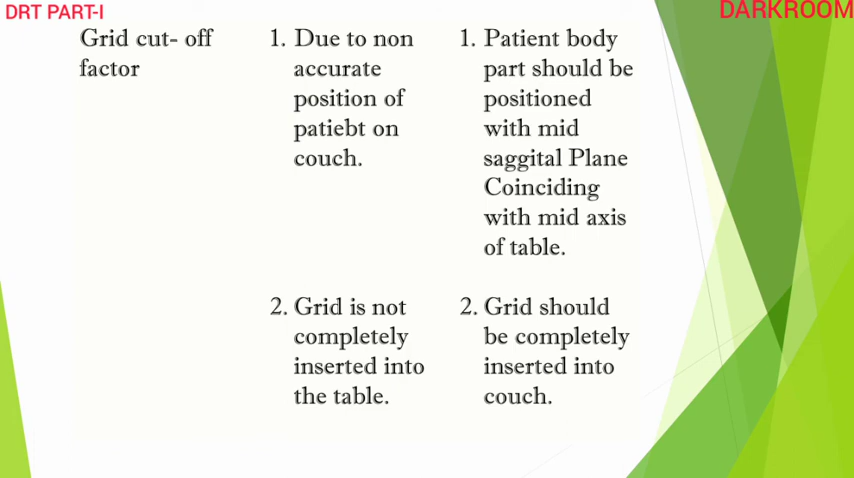 DRT PART-I
DARKROOM
Grid cut- off
factor
1. Due to non
accurate
position of
patiebt on
couch.
1. Patient body
part should be
positioned
with mid
saggital Plane
Coinciding
with mid axis
of table.
2. Grid is not
completely
inserted into
the table.
2. Grid should
be completely
inserted into
couch.